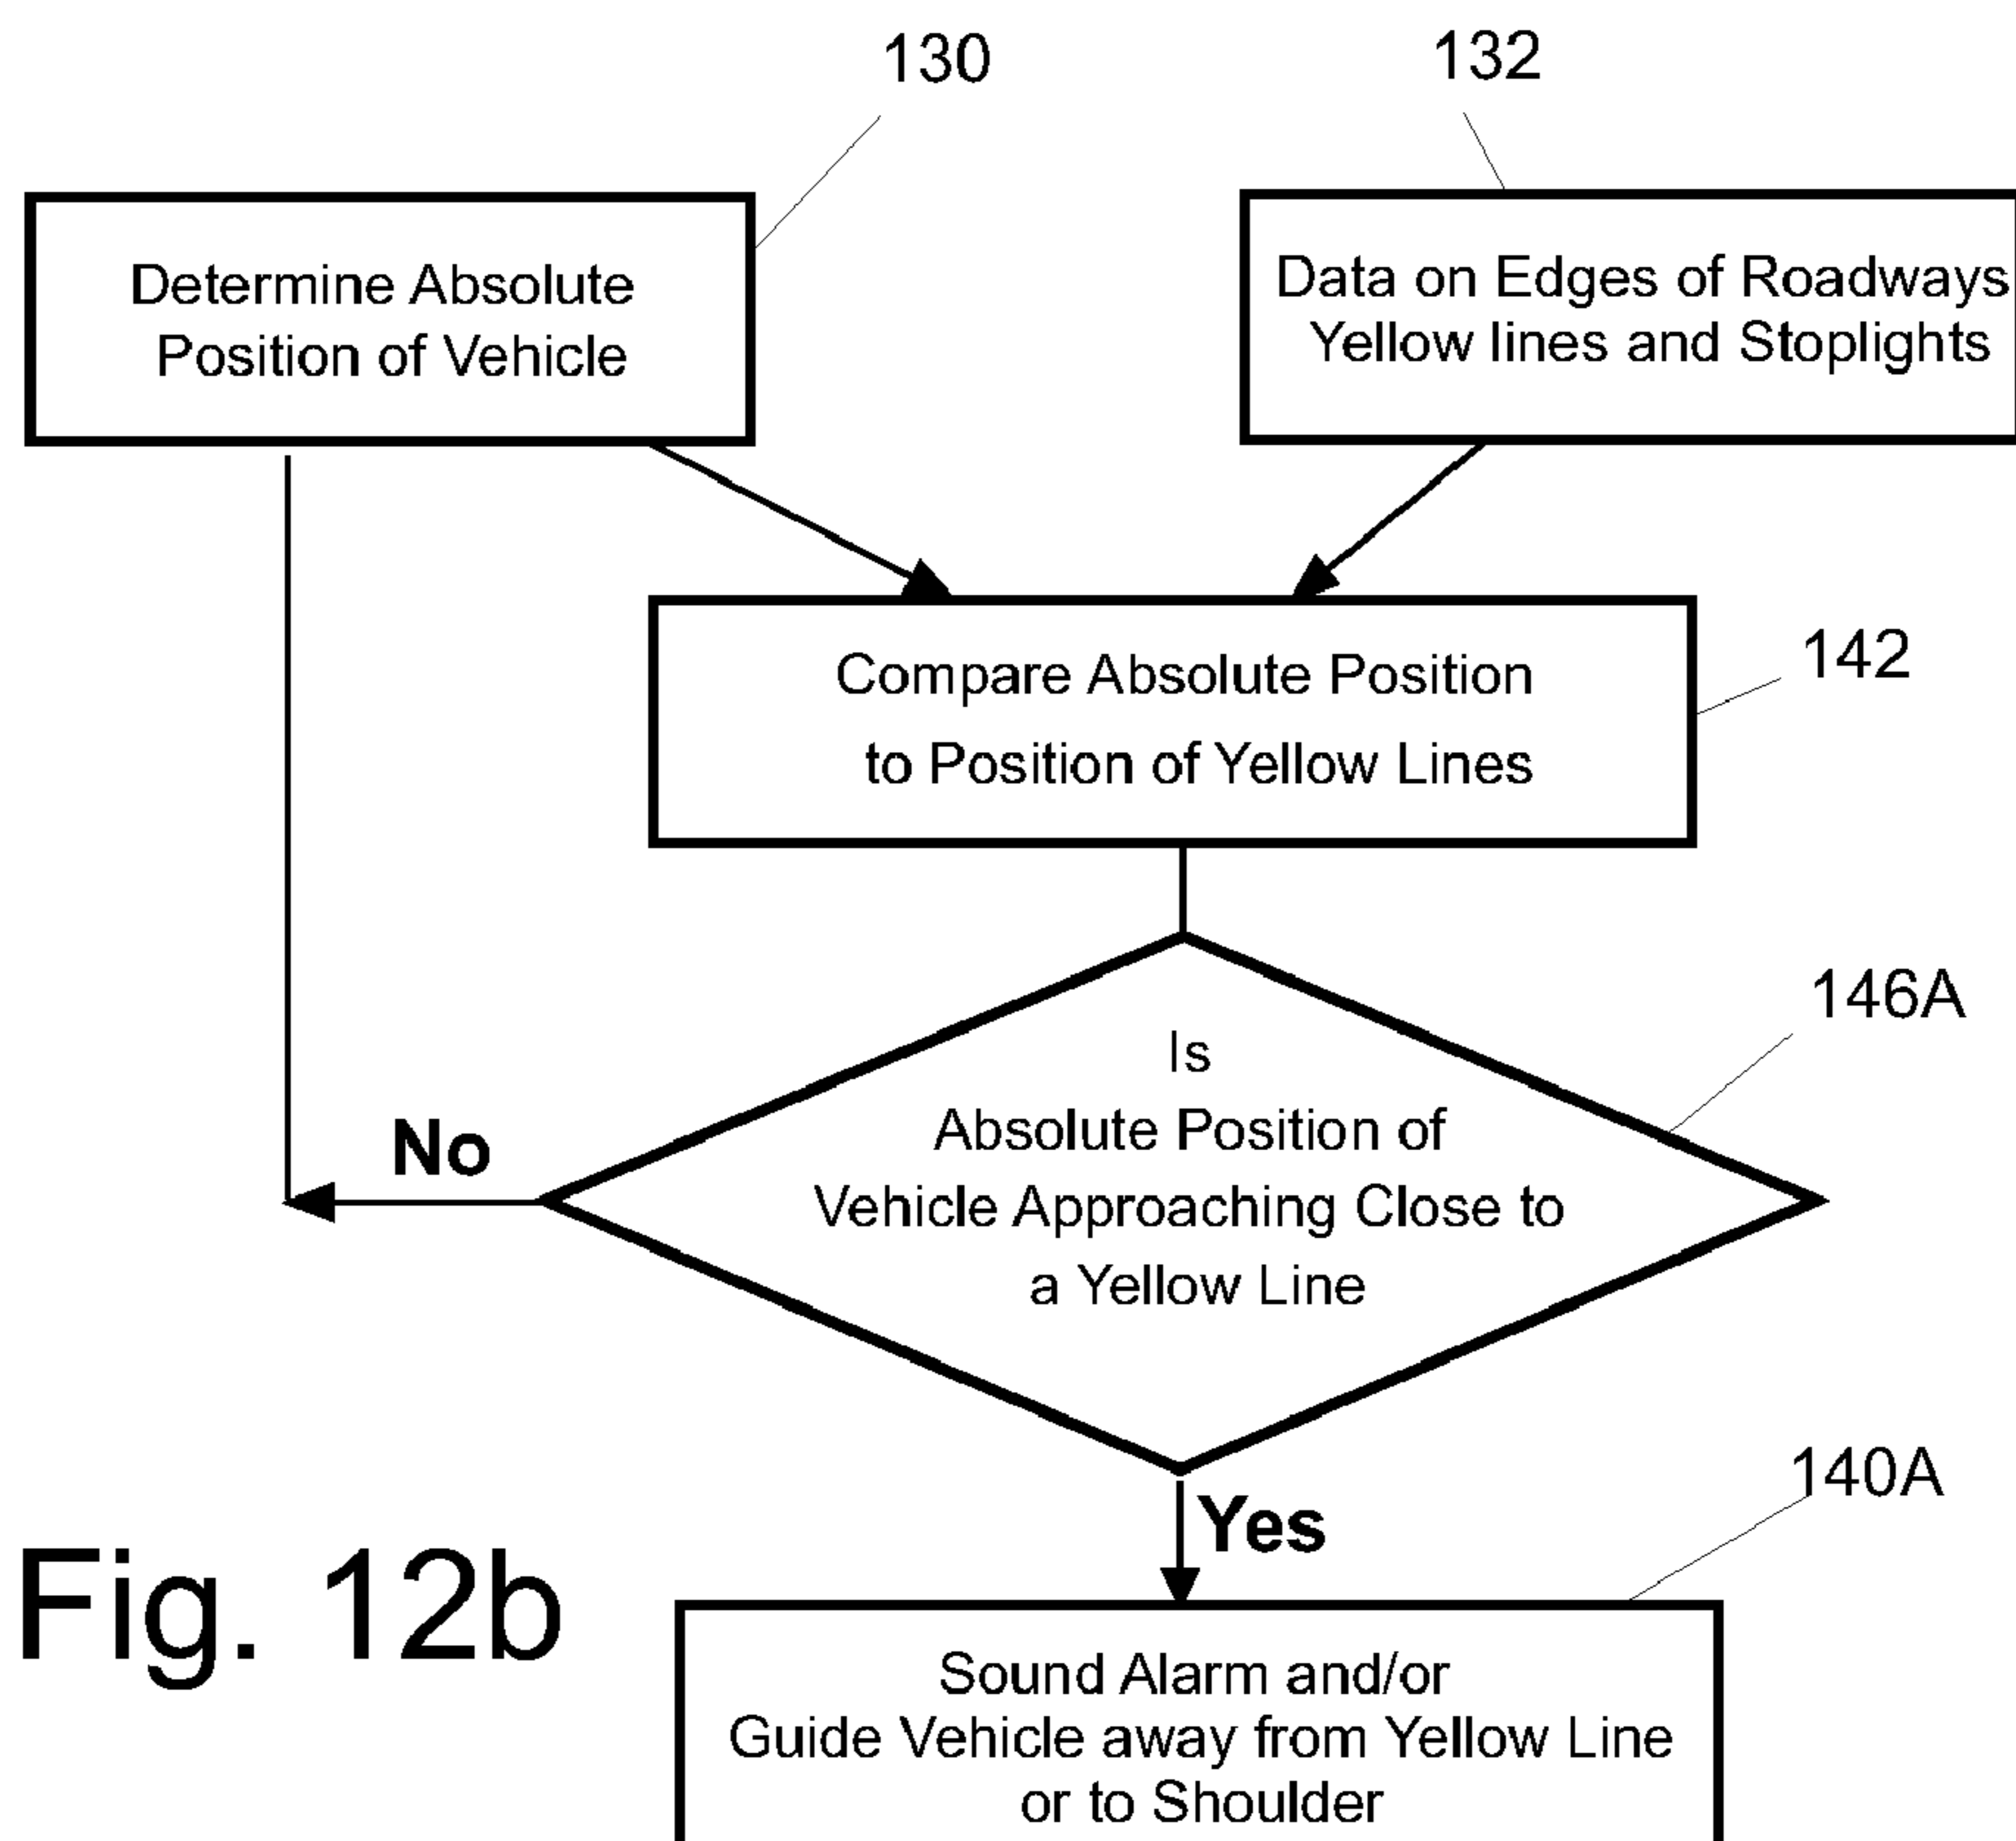 130
132
Determine Absolute
Position of Vehicle
Data on Edges of Roadways
Yellow lines and Stoplights
Compare Absolute Position
to Position of Yellow Lines
142
146A
Is
Absolute Position of
Vehicle Approaching Close to
a Yellow Line
No
Yes
140A
Fig. 12b
Sound Alarm and/or
Guide Vehicle away from Yellow Line
or to Shoulder